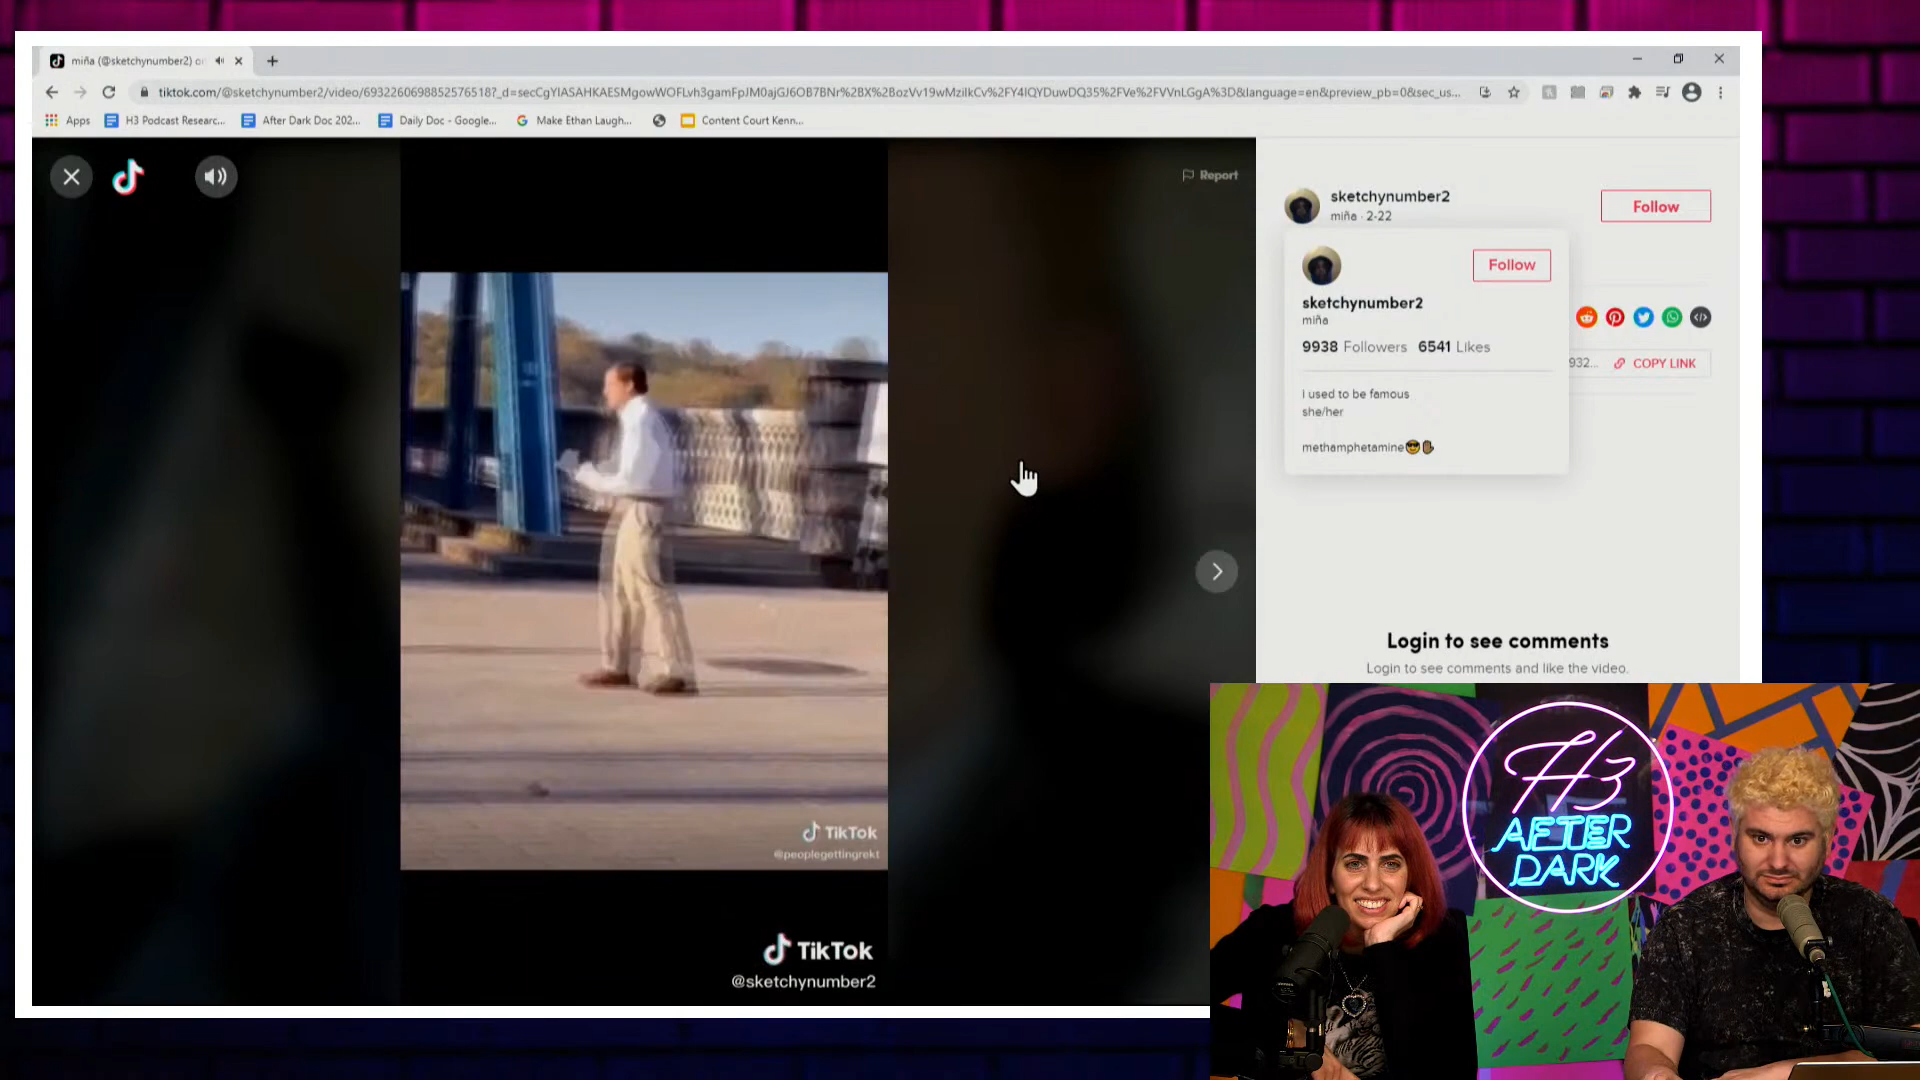 miña (@sketchynumber2) o
tiktok.com/@sketchynumber2/video/6932260698852576518?_d=secCgYIASAHKAESMgowWOFLvh3gamFpJM0ajGJ6OB7BNr%2BX%2BozVv19wMzilkCv%2FY4IQYDuwDQ35%2FVe%2FVVnLGgA%3D&language=en&preview_pb=0&sec_us...
Apps
H3 Podcast Researc...
After Dark Doc 202...
Daily Doc - Google...
Make Ethan Laugh...
Content Court Kenn...
Report
sketchynumber2
miña · 2-22
Follow
Follow
sketchynumber2
miña
9938 Followers 6541 Likes
932...
COPY LINK
i used to be famous
she/her
methamphetamine😎✋🏾
Login to see comments
Login to see comments and like the video.
TikTok
@peoplegettingrekt
TikTok
@sketchynumber2
H3
AFTER
DARK